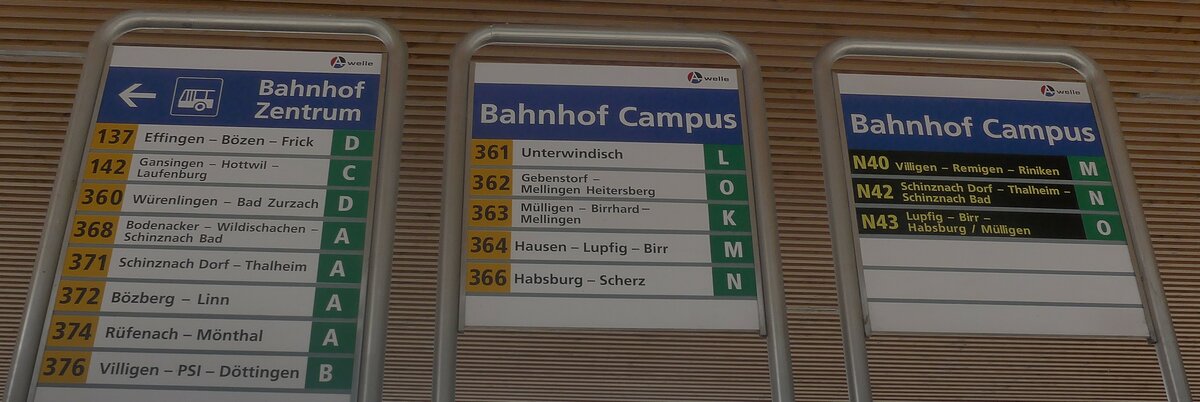 A welle
Bahnhof
Zentrum
137 Effingen – Bözen – Frick D
142 Gansingen – Hottwil –
Laufenburg C
360 Würenlingen – Bad Zurzach D
368 Bodenacker – Wildischachen –
Schinznach Bad A
371 Schinznach Dorf – Thalheim A
372 Bözberg – Linn A
374 Rüfenach – Mönthal A
376 Villigen – PSI – Döttingen B
A welle
Bahnhof Campus
361 Unterwindisch L
362 Gebenstorf –
Mellingen Heitersberg O
363 Mülligen – Birrhard –
Mellingen K
364 Hausen – Lupfig – Birr M
366 Habsburg – Scherz N
A welle
Bahnhof Campus
N40 Villigen – Remigen – Riniken M
N42 Schinznach Dorf – Thalheim –
Schinznach Bad N
N43 Lupfig – Birr –
Habsburg / Mülligen O